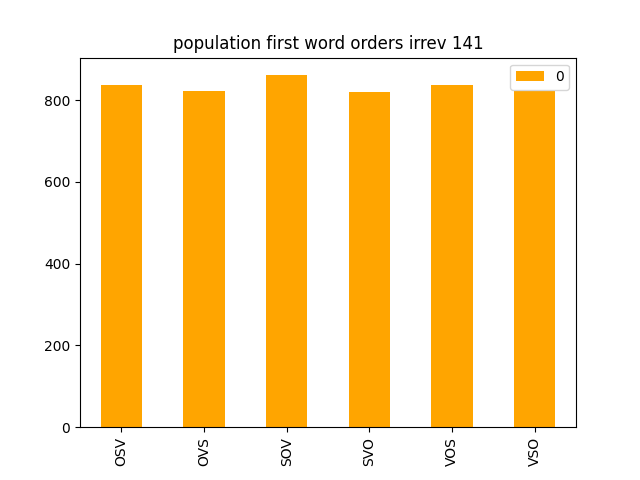 population first word orders irrev 141
0
800
600
400
200
0
OSV
OVS
SOV
SVO
VOS
VSO